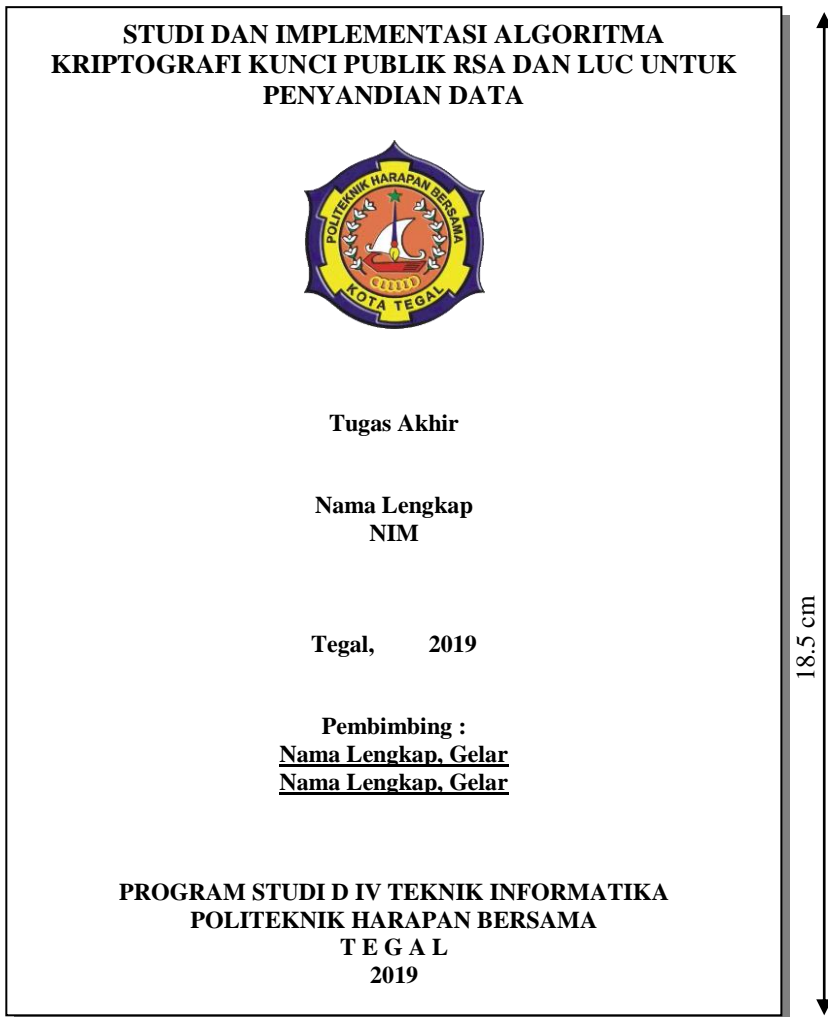 STUDI DAN IMPLEMENTASI ALGORITMA
KRIPTOGRAFI KUNCI PUBLIK RSA DAN LUC UNTUK
PENYANDIAN DATA
POLITEKNIK HARAPAN BERSAMA
KOTA TEGAL
Tugas Akhir
Nama Lengkap
NIM
Tegal, 2019
Pembimbing :
Nama Lengkap, Gelar
Nama Lengkap, Gelar
PROGRAM STUDI D IV TEKNIK INFORMATIKA
POLITEKNIK HARAPAN BERSAMA
T E G A L
2019
18.5 cm